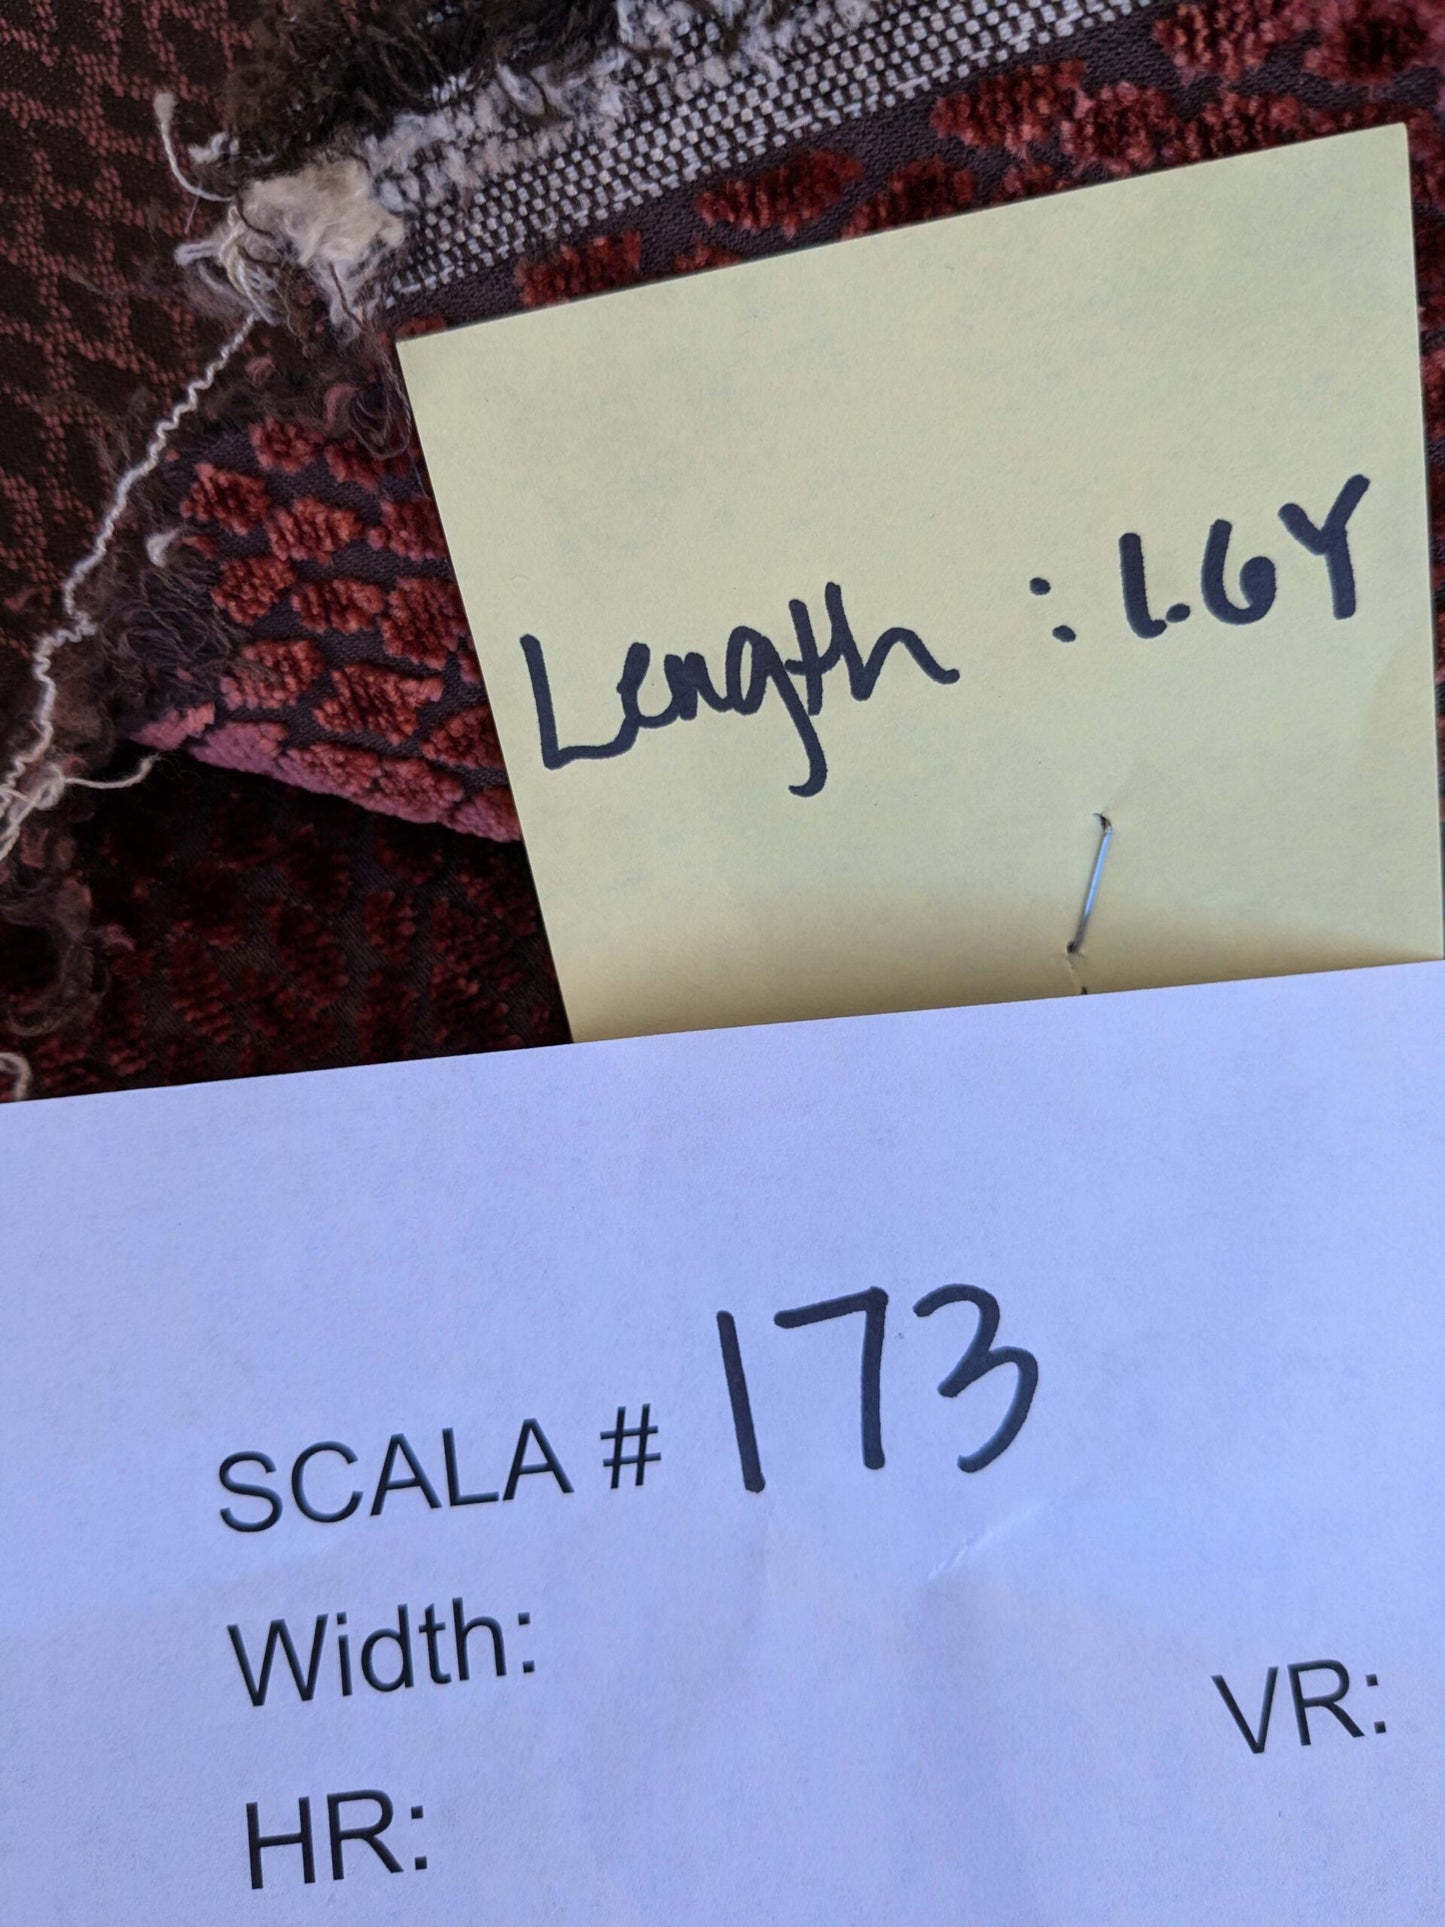 Length : 1.6Y
SCALA # 173
Width:
VR:
HR: